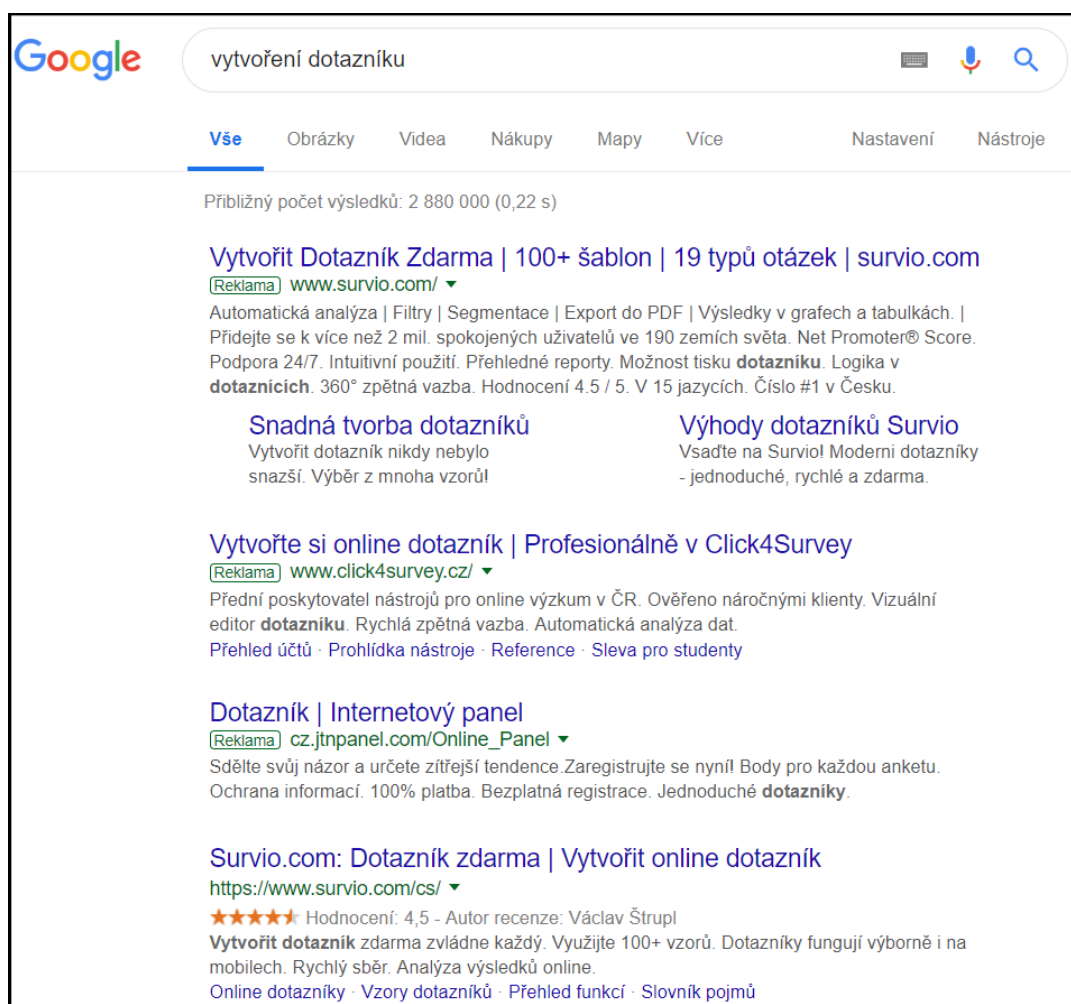 Google
vytvoření dotazníku
Vše Obrázky Videa Nákupy Mapy Více Nastavení Nástroje
Přibližný počet výsledků: 2 880 000 (0,22 s)
Vytvořit Dotazník Zdarma | 100+ šablon | 19 typů otázek | survio.com
Reklama www.survio.com/
Automatická analýza | Filtry | Segmentace | Export do PDF | Výsledky v grafech a tabulkách. |
Přidejte se k více než 2 mil. spokojených uživatelů ve 190 zemích světa. Net Promoter® Score.
Podpora 24/7. Intuitivní použití. Přehledné reporty. Možnost tisku dotazníku. Logika v
dotaznících. 360° zpětná vazba. Hodnocení 4.5 / 5. V 15 jazycích. Číslo #1 v Česku.
Snadná tvorba dotazníků
Vytvořit dotazník nikdy nebylo
snazší. Výběr z mnoha vzorů!
Výhody dotazníků Survio
Vsaďte na Survio! Moderni dotazníky
- jednoduché, rychlé a zdarma.
Vytvořte si online dotazník | Profesionálně v Click4Survey
Reklama www.click4survey.cz/
Přední poskytovatel nástrojů pro online výzkum v ČR. Ověřeno náročnými klienty. Vizuální
editor dotazníku. Rychlá zpětná vazba. Automatická analýza dat.
Přehled účtů · Prohlídka nástroje · Reference · Sleva pro studenty
Dotazník | Internetový panel
Reklama cz.jtnpanel.com/Online_Panel
Sdělte svůj názor a určete zítřejší tendence.Zaregistrujte se nyní! Body pro každou anketu.
Ochrana informací. 100% platba. Bezplatná registrace. Jednoduché dotazníky.
Survio.com: Dotazník zdarma | Vytvořit online dotazník
https://www.survio.com/cs/
Hodnocení: 4,5 - Autor recenze: Václav Štrupl
Vytvořit dotazník zdarma zvládne každý. Využijte 100+ vzorů. Dotazníky fungují výborně i na
mobilech. Rychlý sběr. Analýza výsledků online.
Online dotazníky · Vzory dotazníků · Přehled funkcí · Slovník pojmů